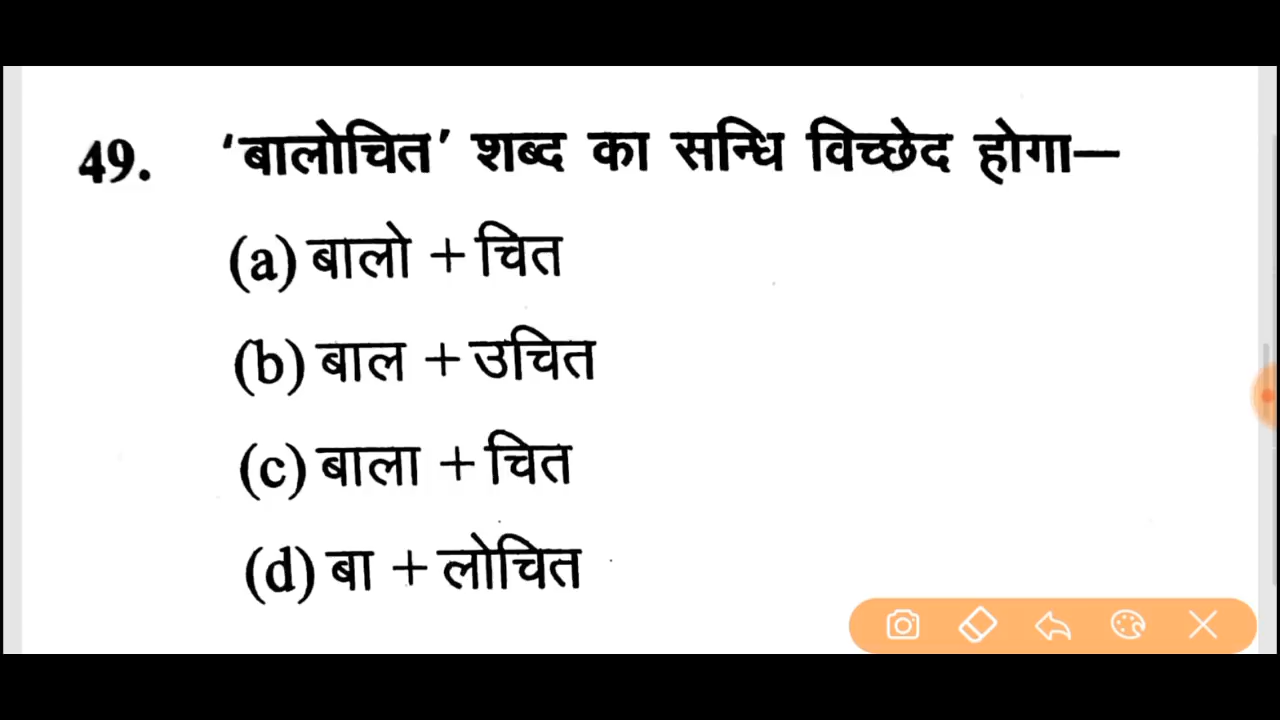 49. ‘बालोचित’ शब्द का सन्धि विच्छेद होगा—
(a) बालो + चित
(b) बाल + उचित
(c) बाला + चित
(d) बा + लोचित